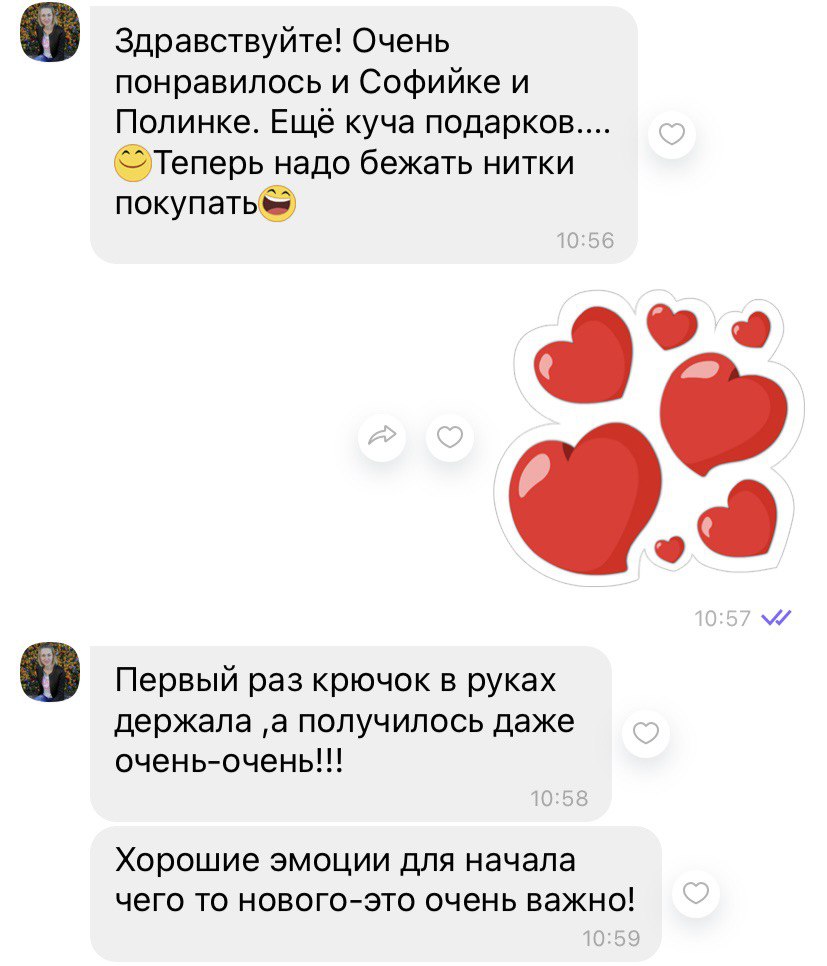 Здравствуйте! Очень
понравилось и Софийке и
Полинке. Ещё куча подарков....
😊Теперь надо бежать нитки
покупать😄
10:56
10:57
Первый раз крючок в руках
держала ,а получилось даже
очень-очень!!!
10:58
Хорошие эмоции для начала
чего то нового-это очень важно!
10:59